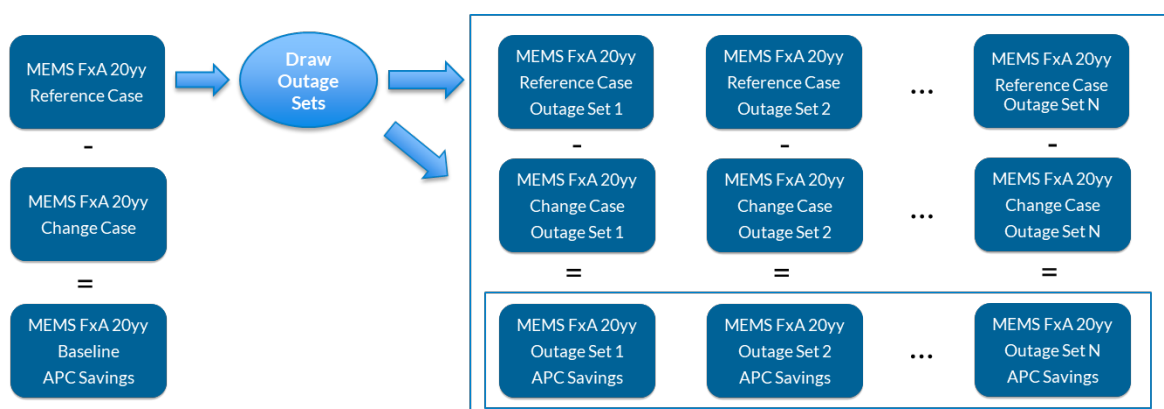 MEMS FxA 20yy
Reference Case
-
MEMS FxA 20yy
Change Case
=
MEMS FxA 20yy
Baseline
APC Savings
Draw
Outage
Sets
MEMS FxA 20yy
Reference Case
Outage Set 1
-
MEMS FxA 20yy
Change Case
Outage Set 1
=
MEMS FxA 20yy
Outage Set 1
APC Savings
MEMS FxA 20yy
Reference Case
Outage Set 2
-
MEMS FxA 20yy
Change Case
Outage Set 2
=
MEMS FxA 20yy
Outage Set 2
APC Savings
...
...
...
MEMS FxA 20yy
Reference Case
Outage Set N
-
MEMS FxA 20yy
Change Case
Outage Set N
=
MEMS FxA 20yy
Outage Set N
APC Savings